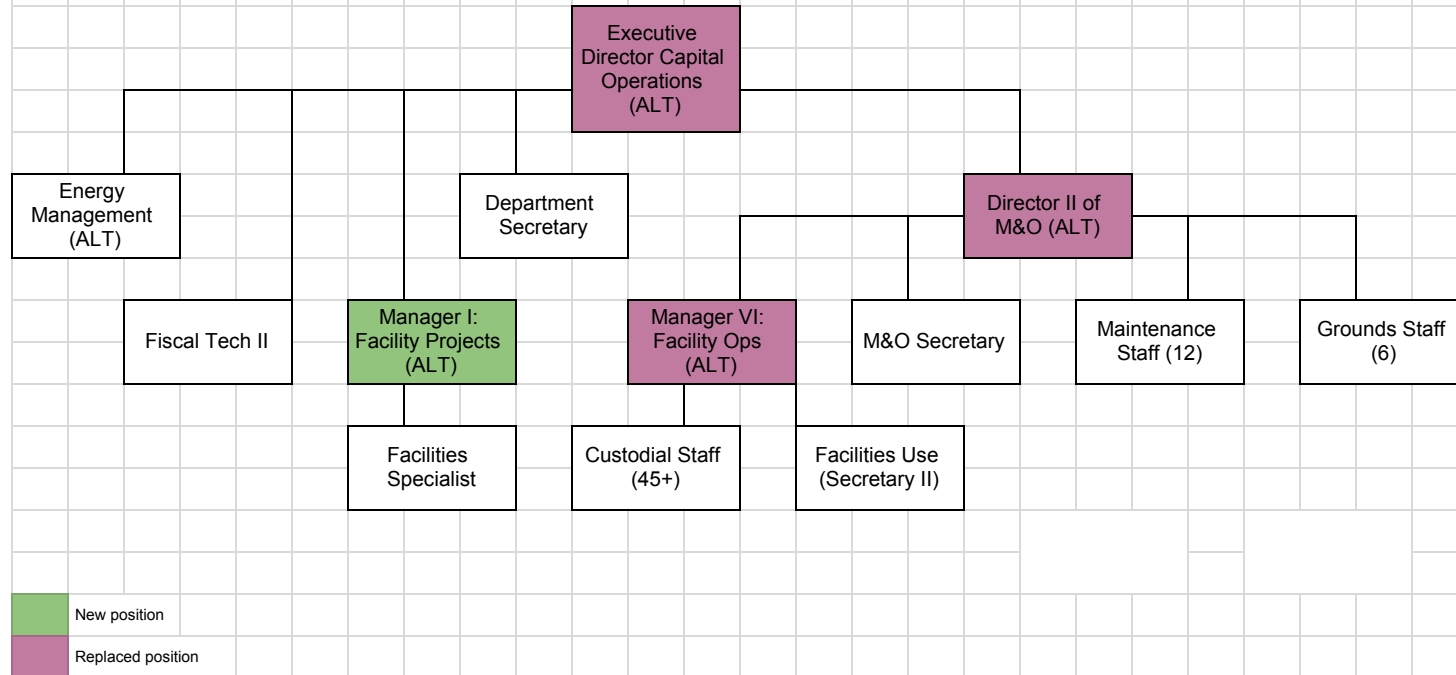 Executive
Director Capital
Operations
(ALT)
Energy
Management
(ALT)
Department
Secretary
Director II of
M&O (ALT)
Fiscal Tech II
Manager I:
Facility Projects
(ALT)
Manager VI:
Facility Ops
(ALT)
M&O Secretary
Maintenance
Staff (12)
Grounds Staff
(6)
Facilities
Specialist
Custodial Staff
(45+)
Facilities Use
(Secretary II)
New position
Replaced position